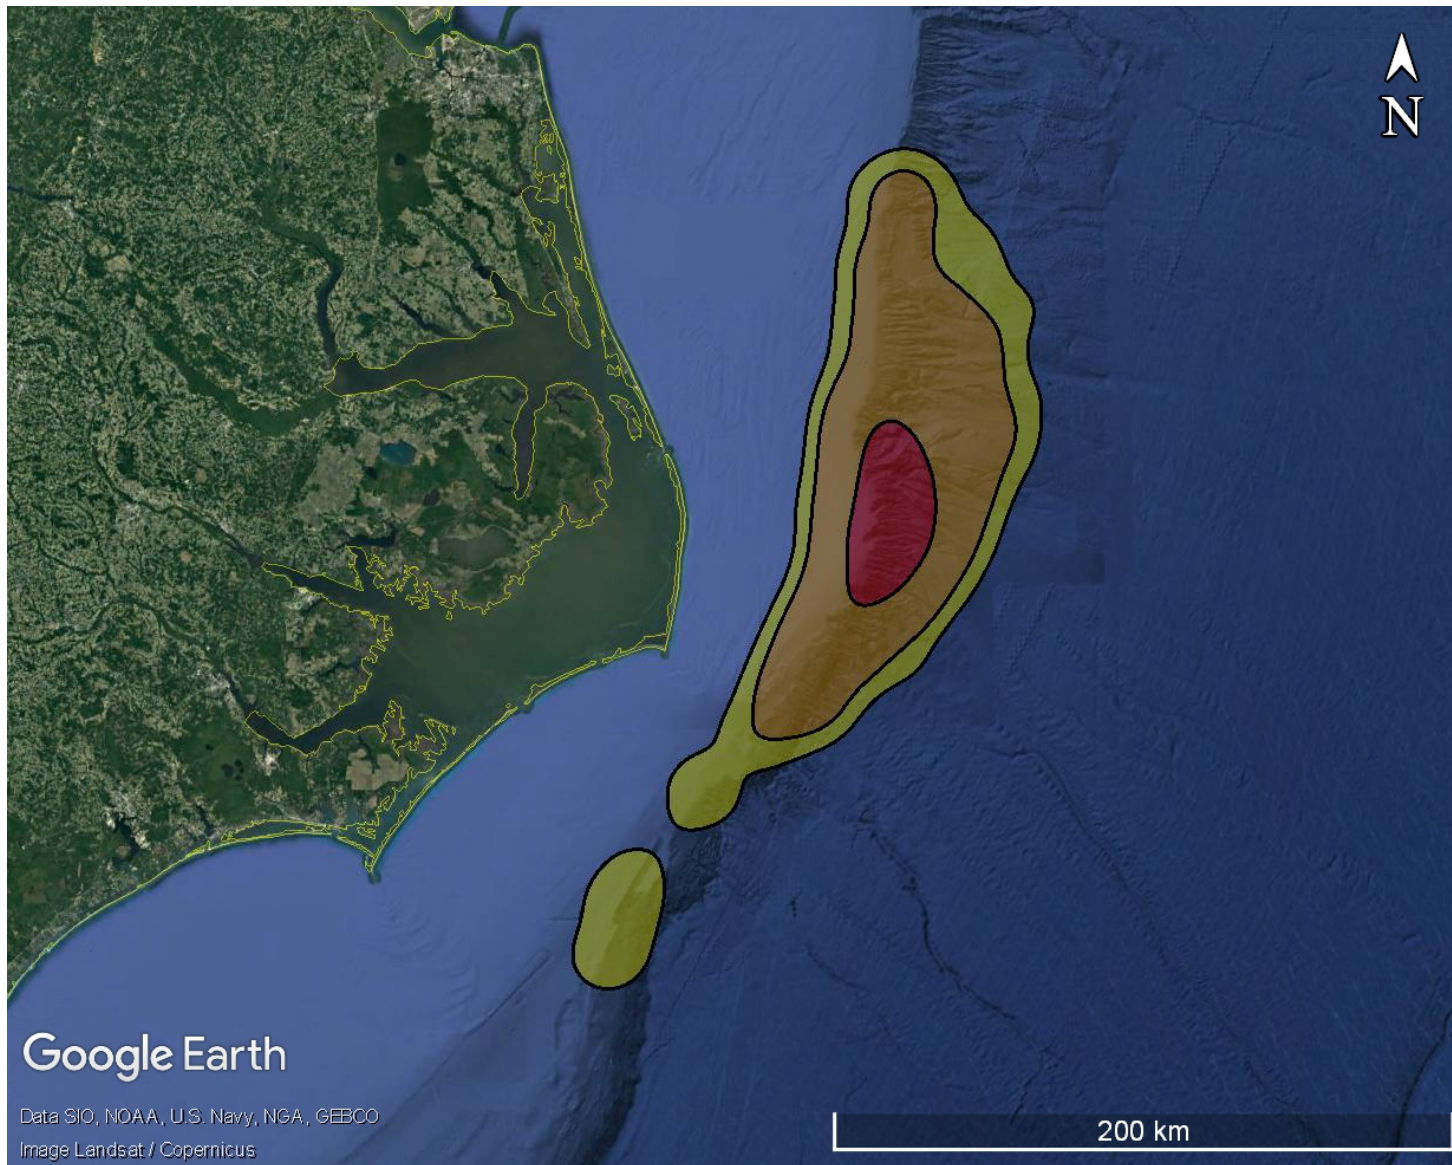 N
Google Earth
Data SIO, NOAA, U.S. Navy, NGA, GEBCO
Image Landsat / Copernicus
200 km